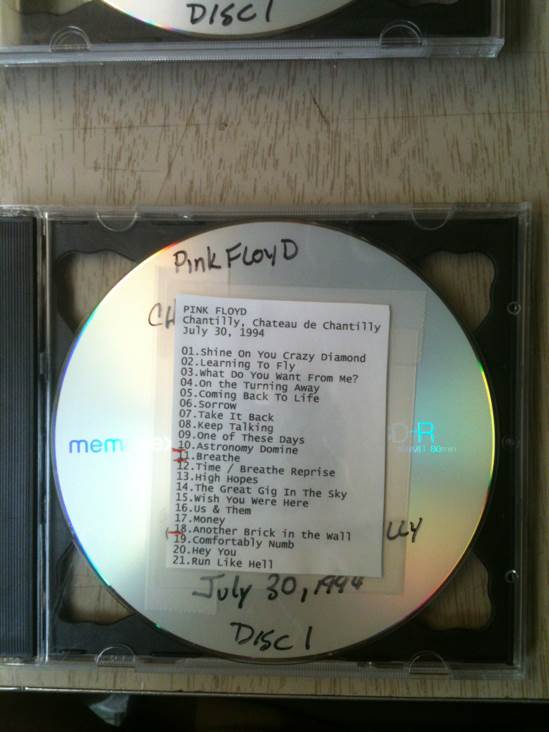 DISC 1
Pink FloyD
CH
PINK FLOYD
Chantilly, Chateau de Chantilly
July 30, 1994
01.Shine On You Crazy Diamond
02.Learning To Fly
03.What Do You Want From Me?
04.On the Turning Away
05.Coming Back To Life
06.Sorrow
07.Take It Back
08.Keep Talking
09.One of These Days
10.Astronomy Domine
11.Breathe
12.Time / Breathe Reprise
13.High Hopes
14.The Great Gig In The Sky
15.Wish You Were Here
16.Us & Them
17.Money
18.Another Brick in the Wall
19.Comfortably Numb
20.Hey You
21.Run Like Hell
mem
D-R
80min
LLY
July 30, 1994
DISC 1